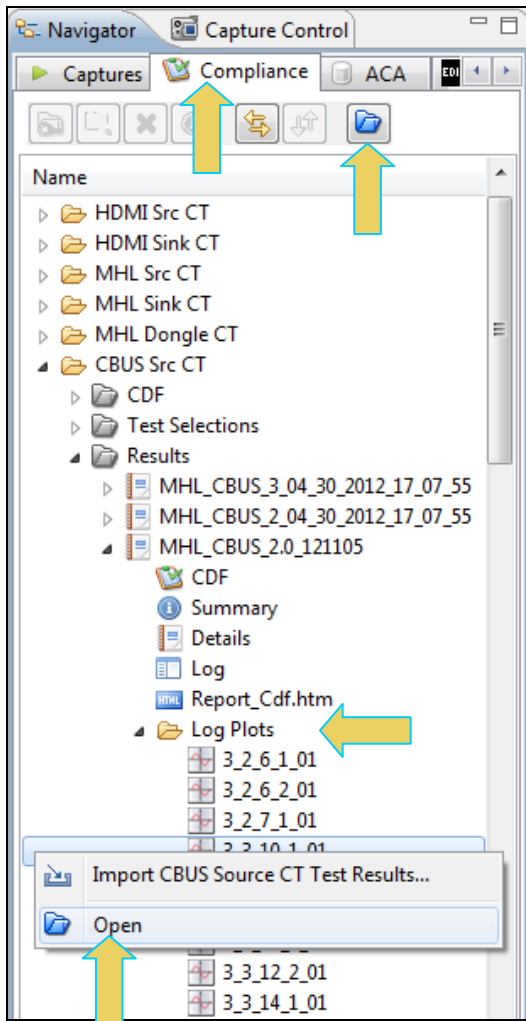 Navigator Capture Control
Captures Compliance ACA EDI
Name
HDMI Src CT
HDMI Sink CT
MHL Src CT
MHL Sink CT
MHL Dongle CT
CBUS Src CT
CDF
Test Selections
Results
MHL_CBUS_3_04_30_2012_17_07_55
MHL_CBUS_2_04_30_2012_17_07_55
MHL_CBUS_2.0_121105
CDF
Summary
Details
Log
HTML Report_Cdf.htm
Log Plots
3_2_6_1_01
3_2_6_2_01
3_2_7_1_01
3_3_10_1_01
Import CBUS Source CT Test Results...
Open
3_3_12_2_01
3_3_14_1_01